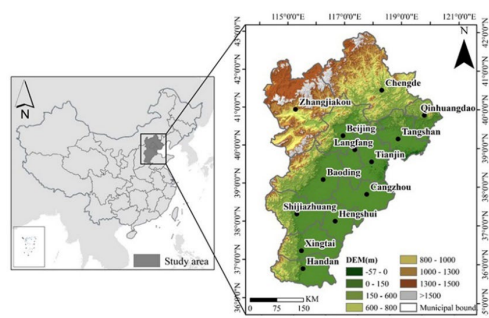 N
Study area
115°0'0"E 117°0'0"E 119°0'0"E 121°0'0"E
N
Chengde
Zhangjiakou
Qinhuangdao
Beijing
Tangshan
Langfang
Tianjin
Baoding
Cangzhou
Shijiazhuang
Hengshui
Xingtai
Handan
DEM(m)
-57 - 0
0 - 150
150 - 600
600 - 800
800 - 1000
1000 - 1300
1300 - 1500
>1500
Municipal bound
0 75 150
KM
42°0'0"N
41°0'0"N
40°0'0"N
39°0'0"N
38°0'0"N
37°0'0"N